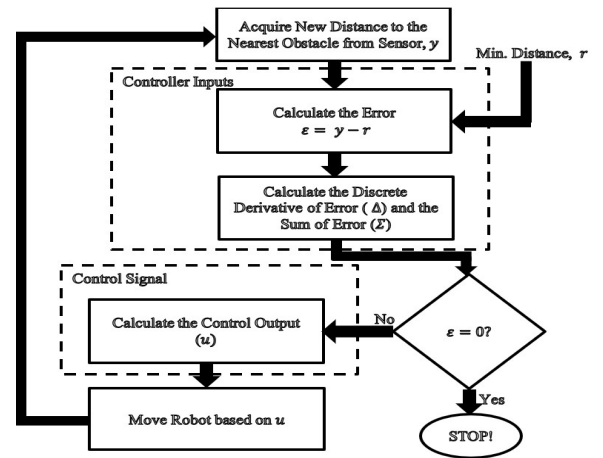 Acquire New Distance to the
Nearest Obstacle from Sensor, y
Min. Distance, r
Controller Inputs
Calculate the Error
ε = y − r
Calculate the Discrete
Derivative of Error ( Δ) and the
Sum of Error (Σ)
Control Signal
Calculate the Control Output
(u)
No
ε = 0?
Move Robot based on u
Yes
STOP!